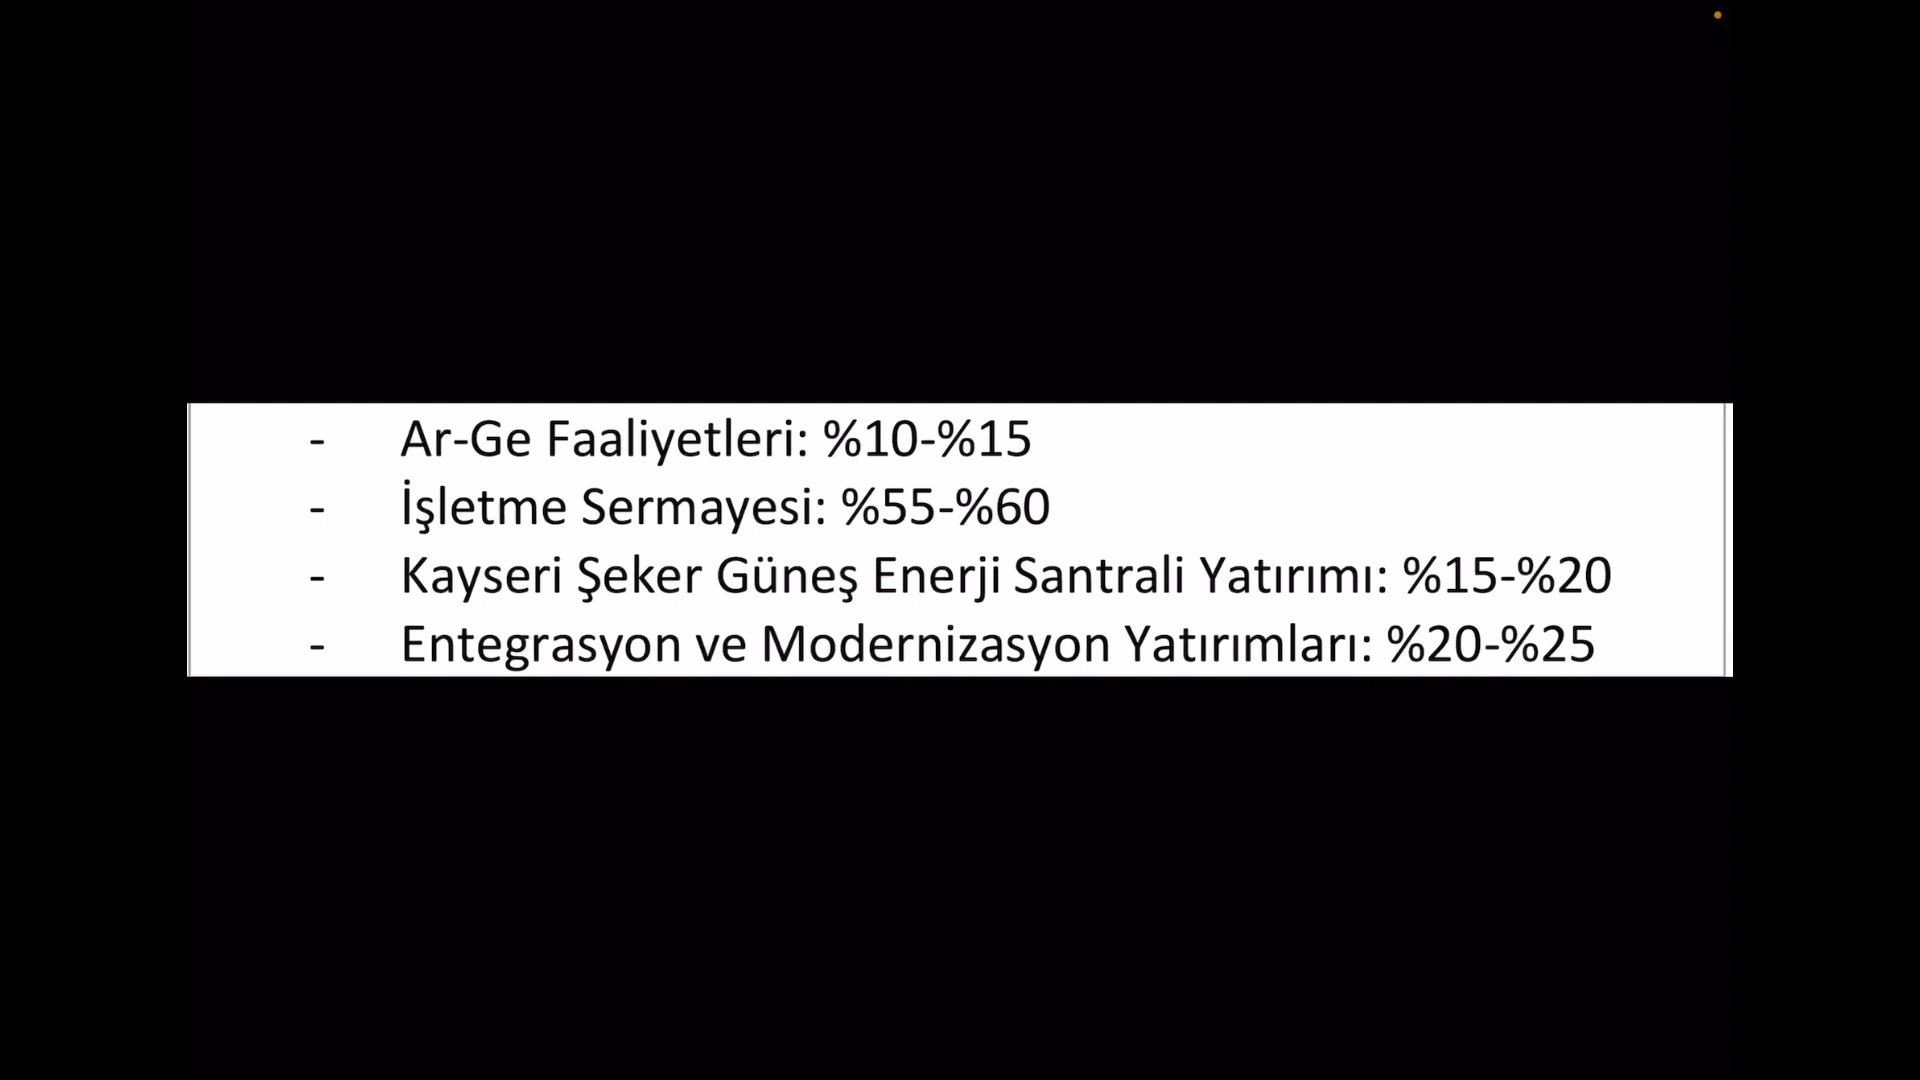 - Ar-Ge Faaliyetleri: %10-%15
- İşletme Sermayesi: %55-%60
- Kayseri Şeker Güneş Enerji Santrali Yatırımı: %15-%20
- Entegrasyon ve Modernizasyon Yatırımları: %20-%25